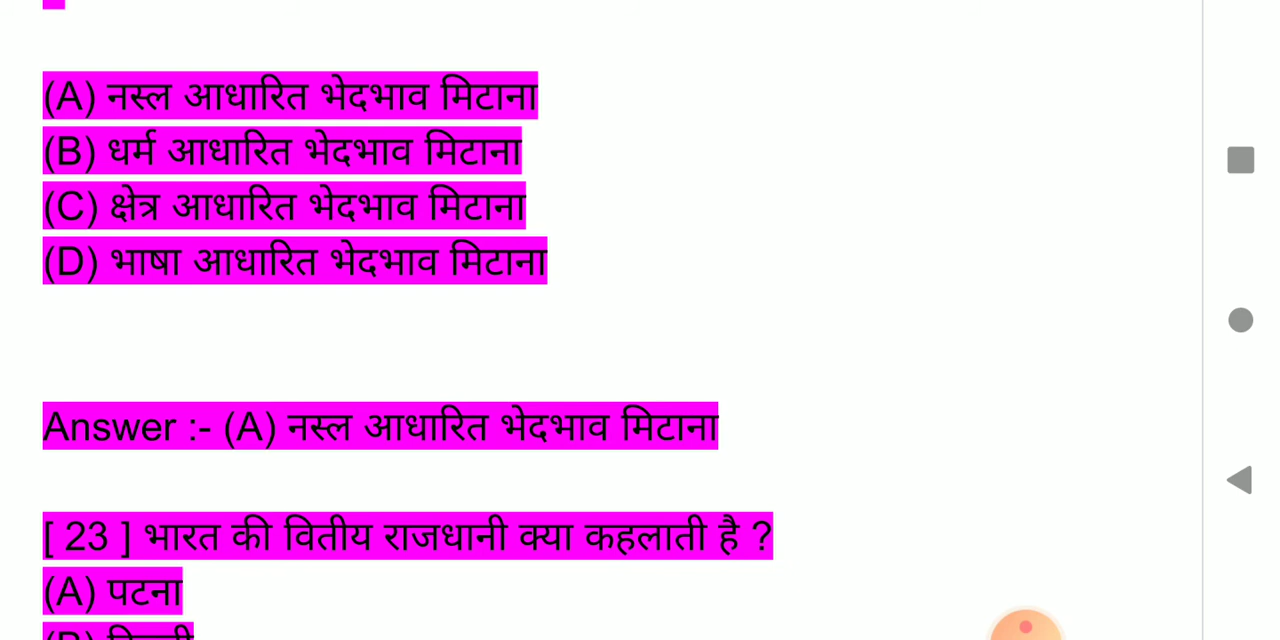 (A) नस्ल आधारित भेदभाव मिटाना
(B) धर्म आधारित भेदभाव मिटाना
(C) क्षेत्र आधारित भेदभाव मिटाना
(D) भाषा आधारित भेदभाव मिटाना
Answer :- (A) नस्ल आधारित भेदभाव मिटाना
[ 23 ] भारत की वितीय राजधानी क्या कहलाती है ?
(A) पटना